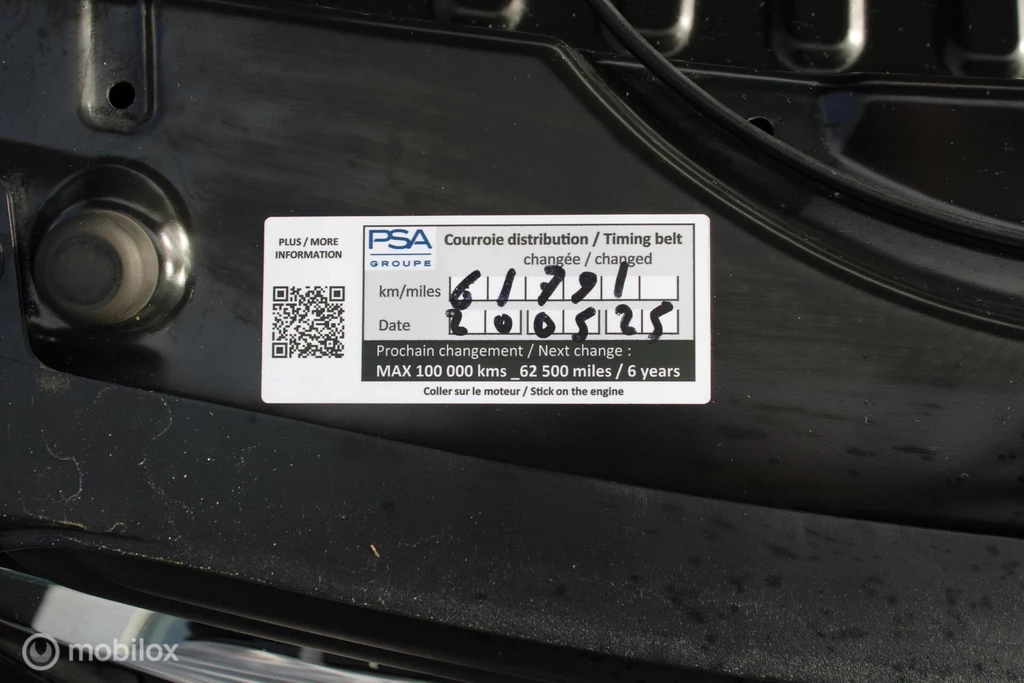 PLUS / MORE
INFORMATION
PSA
GROUPE
Courroie distribution / Timing belt
changée / changed
km/miles 61791
Date 200525
Prochain changement / Next change :
MAX 100 000 kms _62 500 miles / 6 years
Coller sur le moteur / Stick on the engine
mobilox